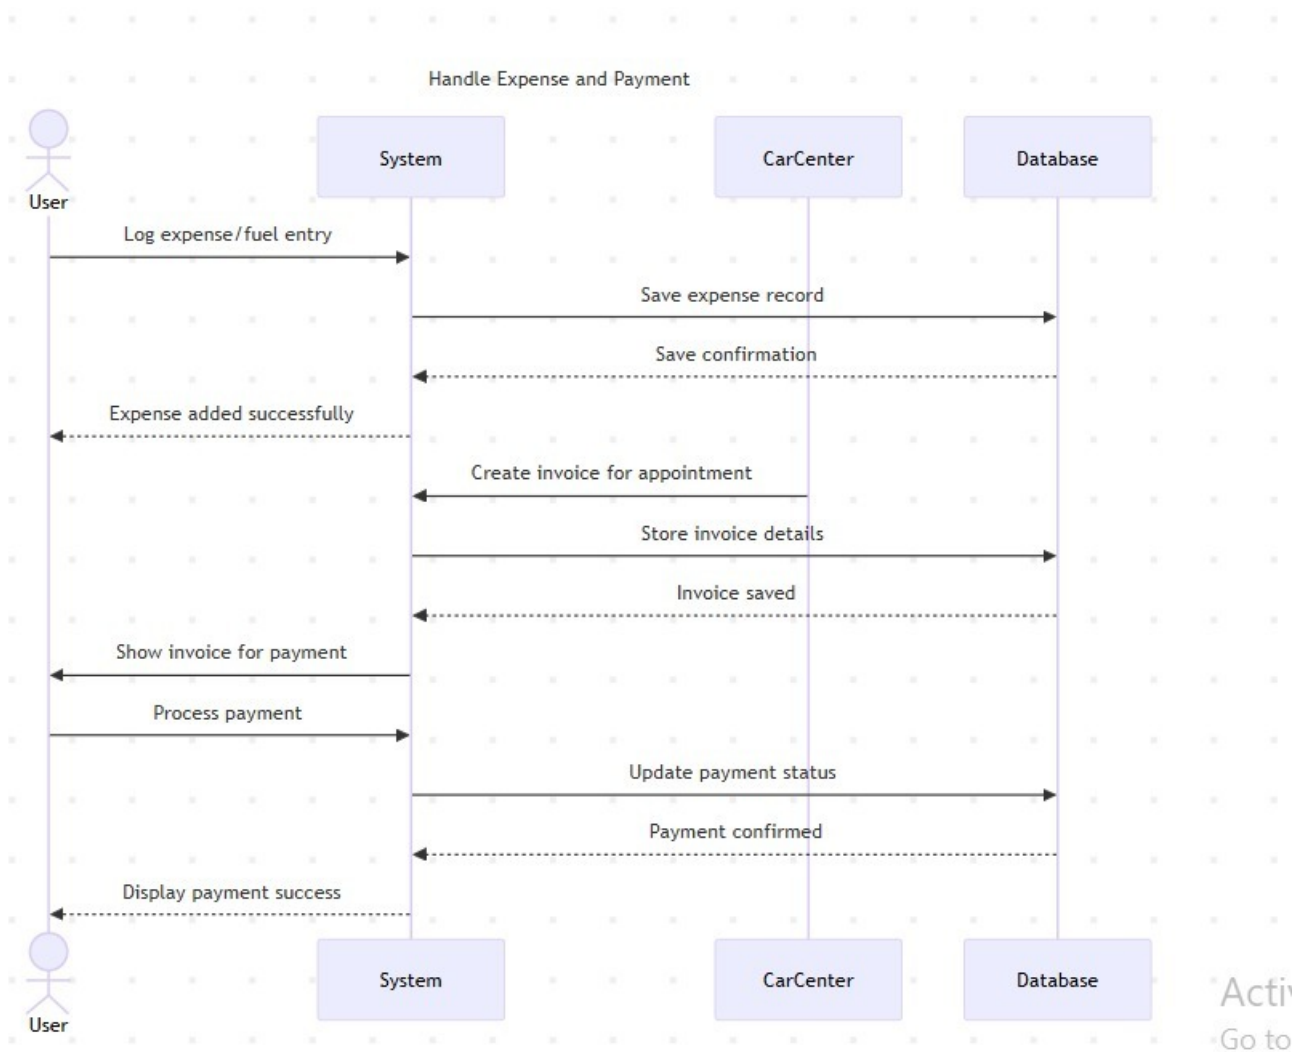 Handle Expense and Payment
System
CarCenter
Database
User
Log expense/fuel entry
Save expense record
Save confirmation
Expense added successfully
Create invoice for appointment
Store invoice details
Invoice saved
Show invoice for payment
Process payment
Update payment status
Payment confirmed
Display payment success
System
CarCenter
Database
User
Go to